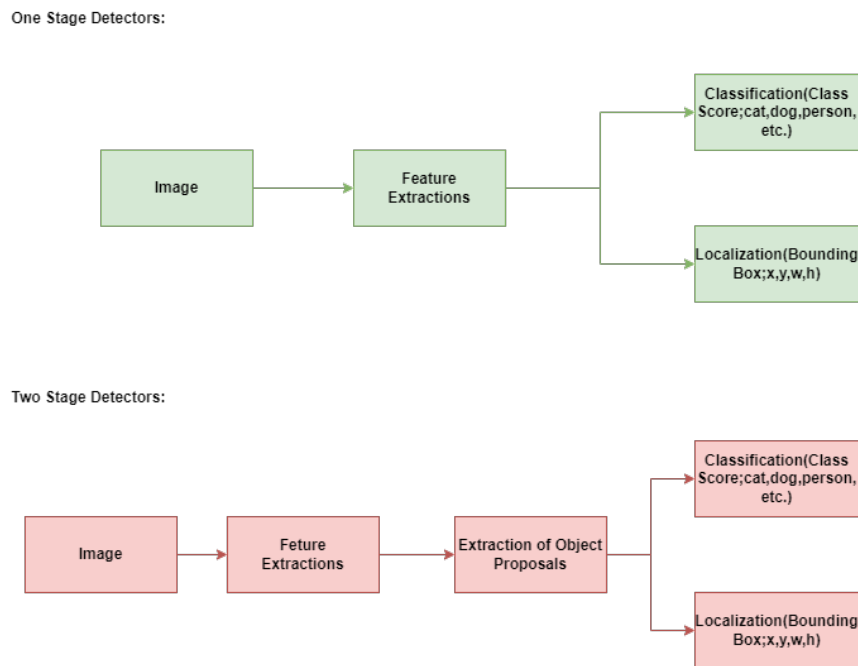 One Stage Detectors:
Classification(Class
Score;cat,dog,person,
etc.)
Image
Feature
Extractions
Localization(Bounding
Box;x,y,w,h)
Two Stage Detectors:
Classification(Class
Score;cat,dog,person,
etc.)
Image
Feture
Extractions
Extraction of Object
Proposals
Localization(Bounding
Box;x,y,w,h)